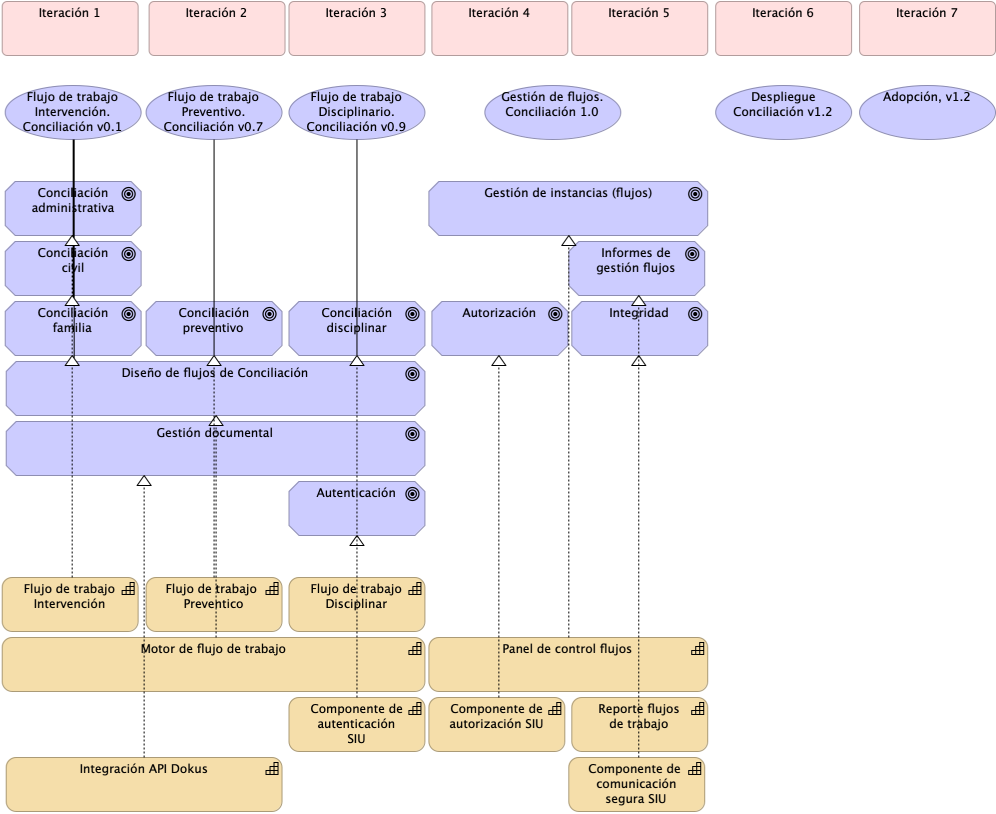 Iteración 1
Iteración 2
Iteración 3
Iteración 4
Iteración 5
Iteración 6
Iteración 7
Flujo de trabajo
Intervención.
Conciliación v0.1
Flujo de trabajo
Preventivo.
Conciliación v0.7
Flujo de trabajo
Disciplinario.
Conciliación v0.9
Gestión de flujos.
Conciliación 1.0
Despliegue
Conciliación v1.2
Adopción, v1.2
Conciliación
administrativa
Gestión de instancias (flujos)
Conciliación
civil
Informes de
gestión flujos
Conciliación
familia
Conciliación
preventivo
Conciliación
disciplinar
Autorización
Integridad
Diseño de flujos de Conciliación
Gestión documental
Autenticación
Flujo de trabajo
Intervención
Flujo de trabajo
Preventico
Flujo de trabajo
Disciplinar
Motor de flujo de trabajo
Panel de control flujos
Componente de
autenticación
SIU
Componente de
autorización SIU
Reporte flujos
de trabajo
Integración API Dokus
Componente de
comunicación
segura SIU